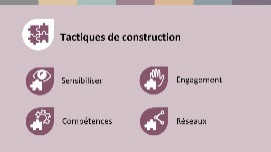 Tactiques de construction
Sensibiliser
Engagement
Compétences
Réseaux